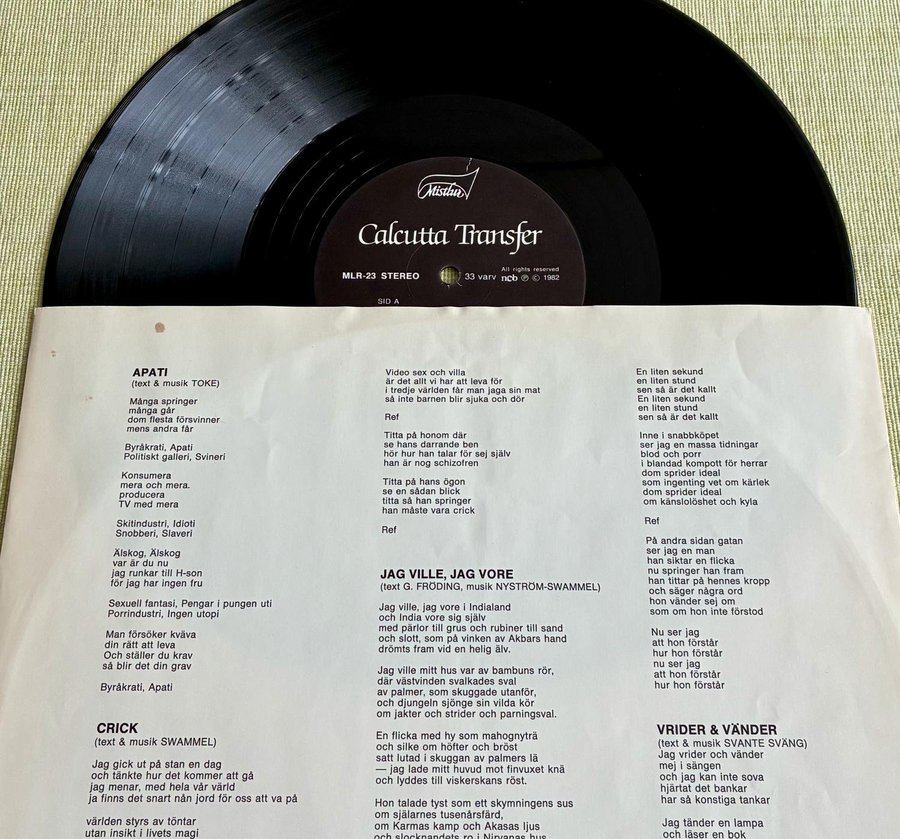 Mistlur
Calcutta Transfer
MLR-23 STEREO
33 varv
All rights reserved
ncb ℗ © 1982
SID A
APATI
(text & musik TOKE)
Många springer
många går
dom flesta försvinner
mens andra får
Byråkrati, Apati
Politiskt galleri, Svineri
Konsumera
mera och mera.
producera
TV med mera
Skitindustri, Idioti
Snobberi, Slaveri
Älskog, Älskog
var är du nu
jag runkar till H-son
för jag har ingen fru
Sexuell fantasi, Pengar i pungen uti
Porrindustri, Ingen utopi
Man försöker kväva
din rätt att leva
Och ställer du krav
så blir det din grav
Byråkrati, Apati
CRICK
(text & musik SWAMMEL)
Jag gick ut på stan en dag
och tänkte hur det kommer att gå
jag menar, med hela vår värld
ja finns det snart nån jord för oss att va på
världen styrs av töntar
utan insikt i livets magi
Video sex och villa
är det allt vi har att leva för
i tredje världen får man jaga sin mat
så inte barnen blir sjuka och dör
Ref
Titta på honom där
se hans darrande ben
hör hur han talar för sej själv
han är nog schizofren
Titta på hans ögon
se en sådan blick
titta så han springer
han måste vara crick
Ref
JAG VILLE, JAG VORE
(text G. FRÖDING, musik NYSTRÖM-SWAMMEL)
Jag ville, jag vore i Indialand
och India vore sig själv
med pärlor till grus och rubiner till sand
och slott, som på vinken av Akbars hand
drömts fram vid en helig älv.
Jag ville mitt hus var av bambuns rör,
där västvinden svalkades sval
av palmer, som skuggade utanför,
och djungeln sjönge sin vilda kör
om jakter och strider och parningsval.
En flicka med hy som mahognyträ
och silke om höfter och bröst
satt lutad i skuggan av palmers lä
— jag lade mitt huvud mot finvuxet knä
och lyddes till viskerskans röst.
Hon talade tyst som ett skymningens sus
om själarnes tusenårsfärd,
om Karmas kamp och Akasas ljus
och slocknandets ro i Nirvanas hus
En liten sekund
en liten stund
sen så är det kallt
En liten sekund
en liten stund
sen så är det kallt
Inne i snabbköpet
ser jag en massa tidningar
blod och porr
i blandad kompott för herrar
dom sprider ideal
som ingenting vet om kärlek
dom sprider ideal
om känslolöshet och kyla
Ref
På andra sidan gatan
ser jag en man
han siktar en flicka
nu springer han fram
han tittar på hennes kropp
och säger några ord
hon vänder sej om
som om hon inte förstod
Nu ser jag
att hon förstår
hur hon förstår
nu ser jag
att hon förstår
hur hon förstår
VRIDER & VÄNDER
(text & musik SVANTE SVÄNG)
Jag vrider och vänder
mej i sängen
och jag kan inte sova
hjärtat det bankar
har så konstiga tankar
Jag tänder en lampa
och läser en bok